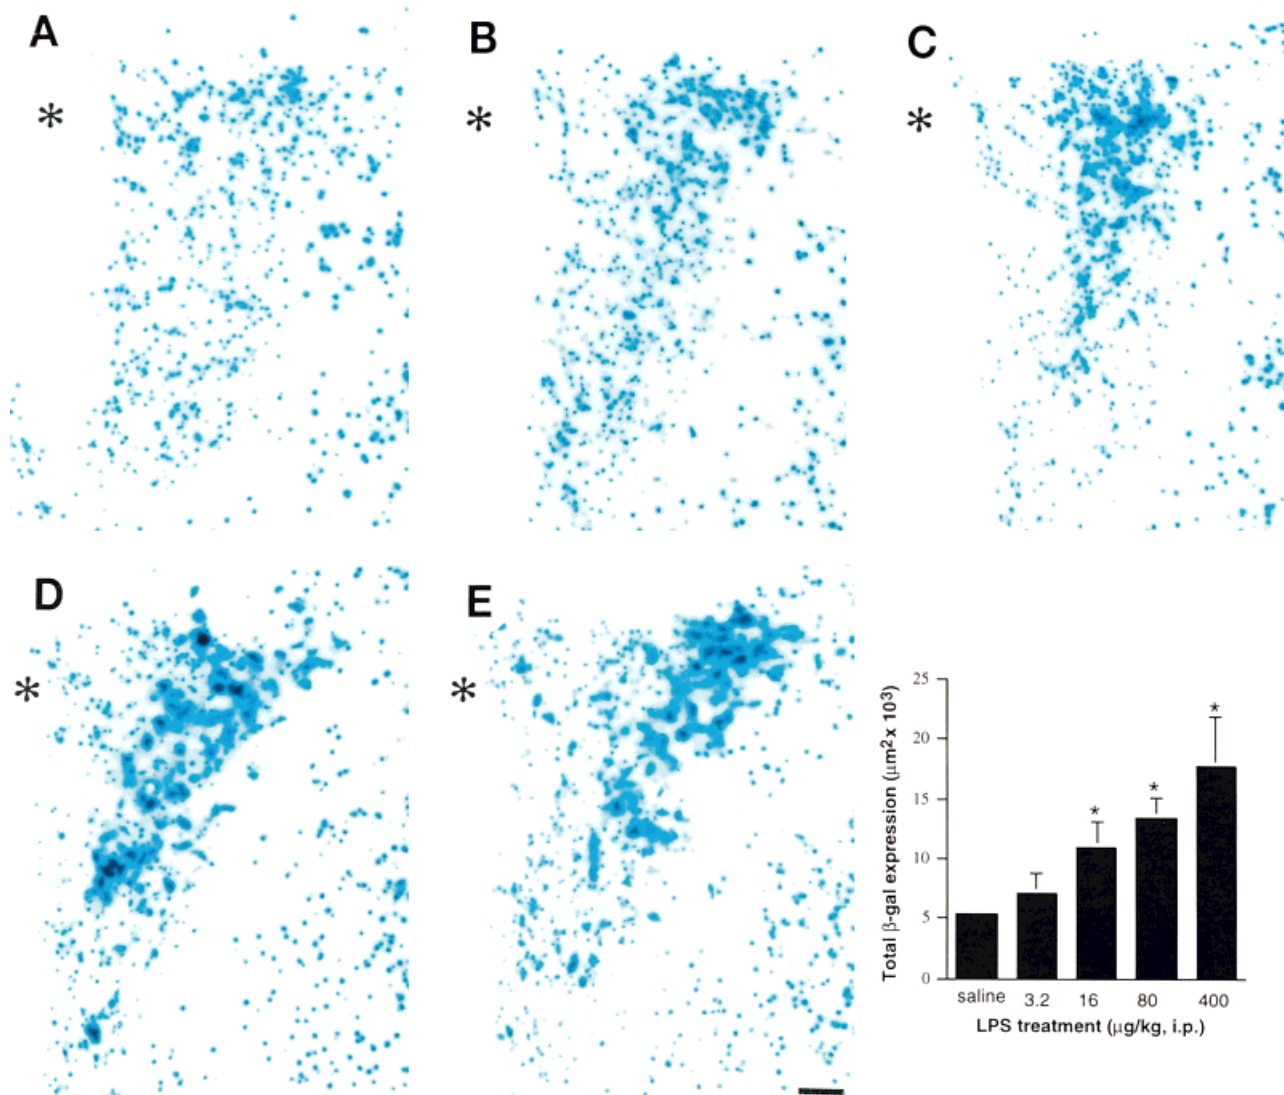 A
B
C
*
*
*
D
E
*
*
Total β-gal expression (μm²x 10³)
25
20
15
10
5
0
*
*
*
saline 3.2 16 80 400
LPS treatment (μg/kg, i.p.)